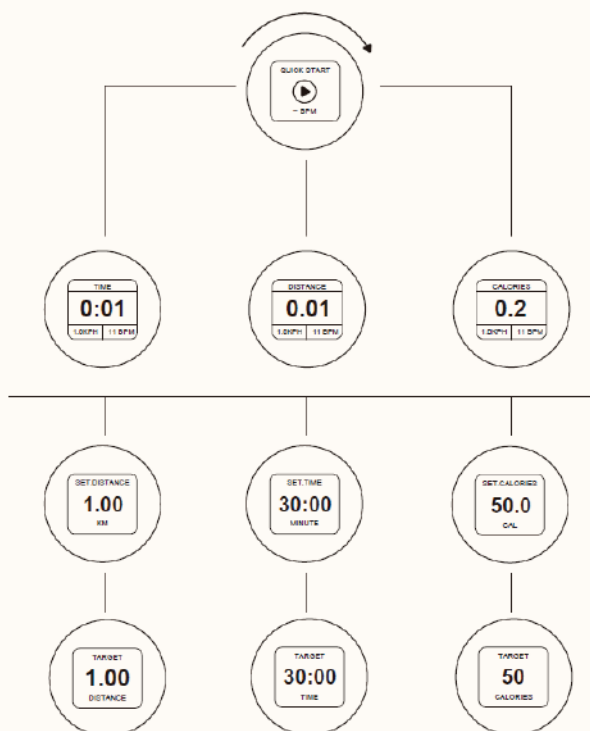 QUICK START
-- BPM
TIME
0:01
1.0KPH 11 BPM
DISTANCE
0.01
1.0KPH 11 BPM
CALORIES
0.2
1.0KPH 11 BPM
SET.DISTANCE
1.00
KM
SET.TIME
30:00
MINUTE
SET.CALORIES
50.0
CAL
TARGET
1.00
DISTANCE
TARGET
30:00
TIME
TARGET
50
CALORIES